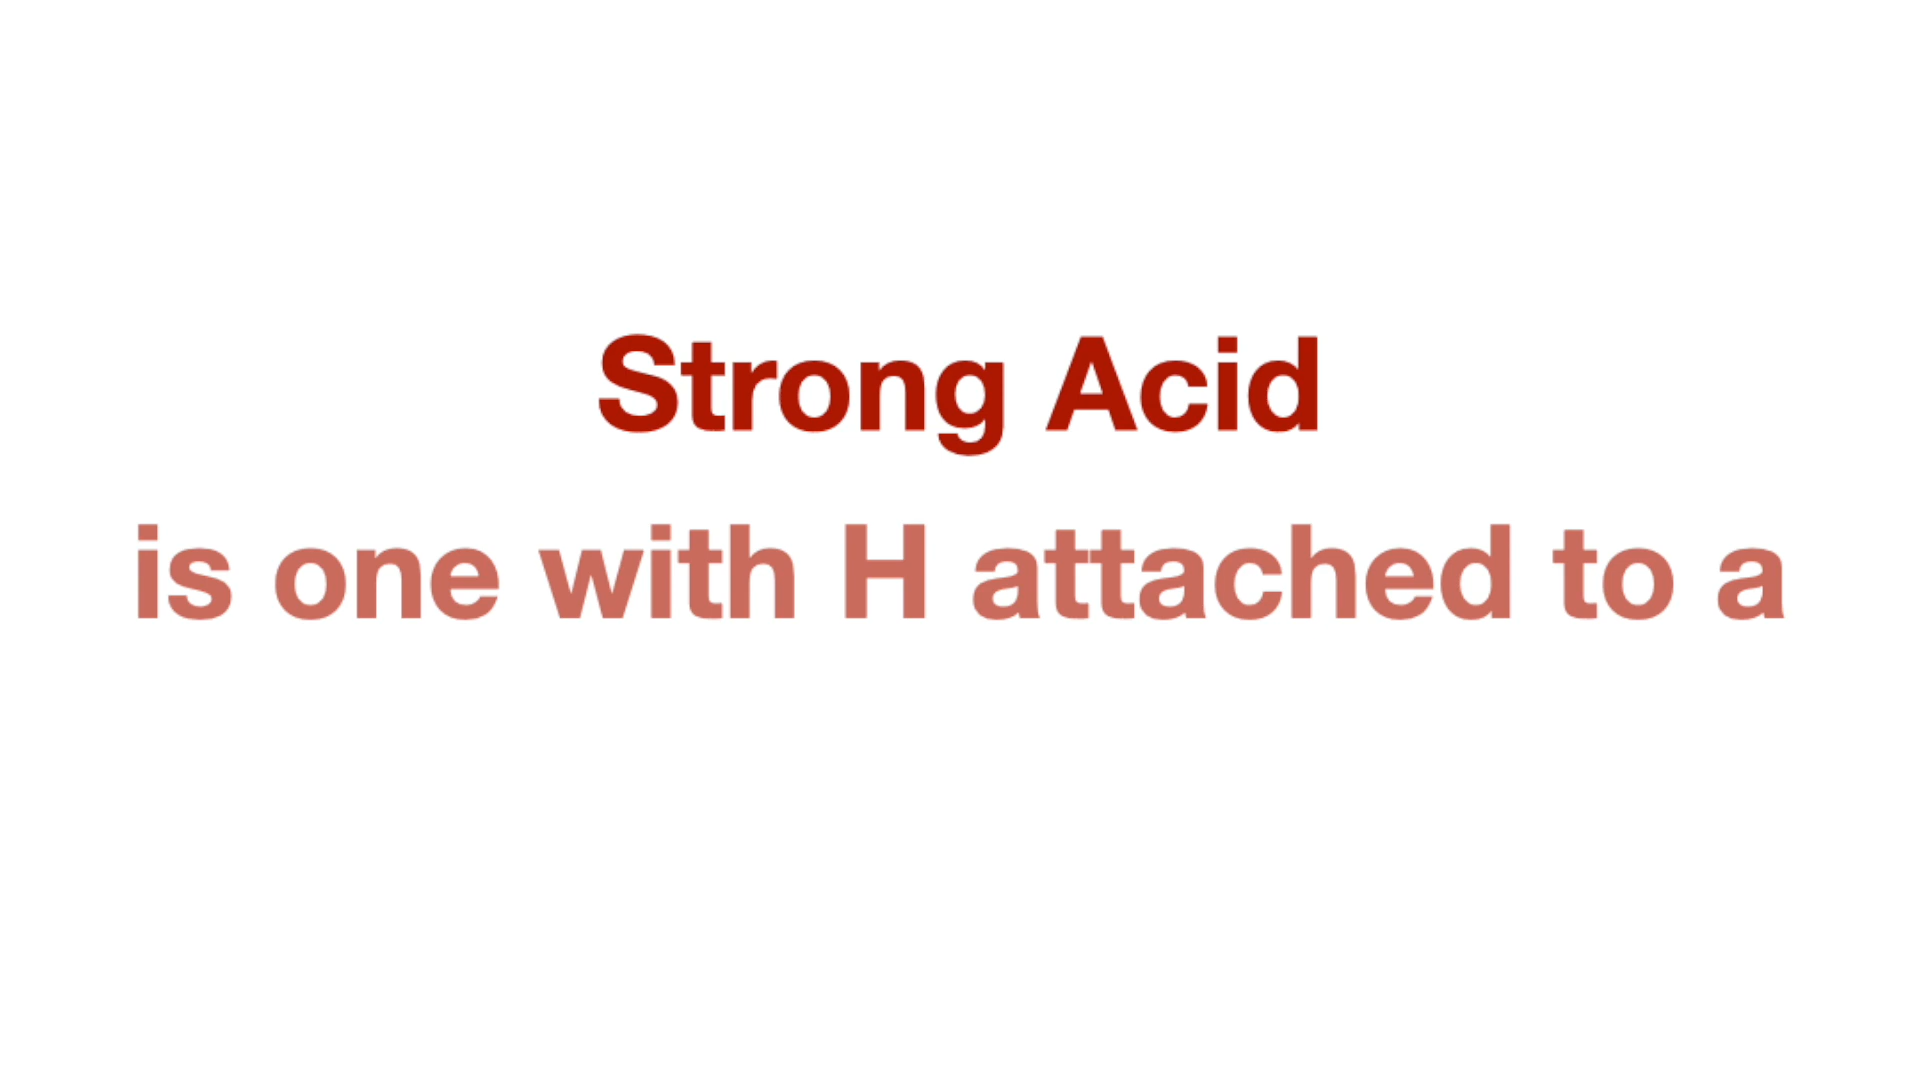 Strong Acid
is one with H attached to a